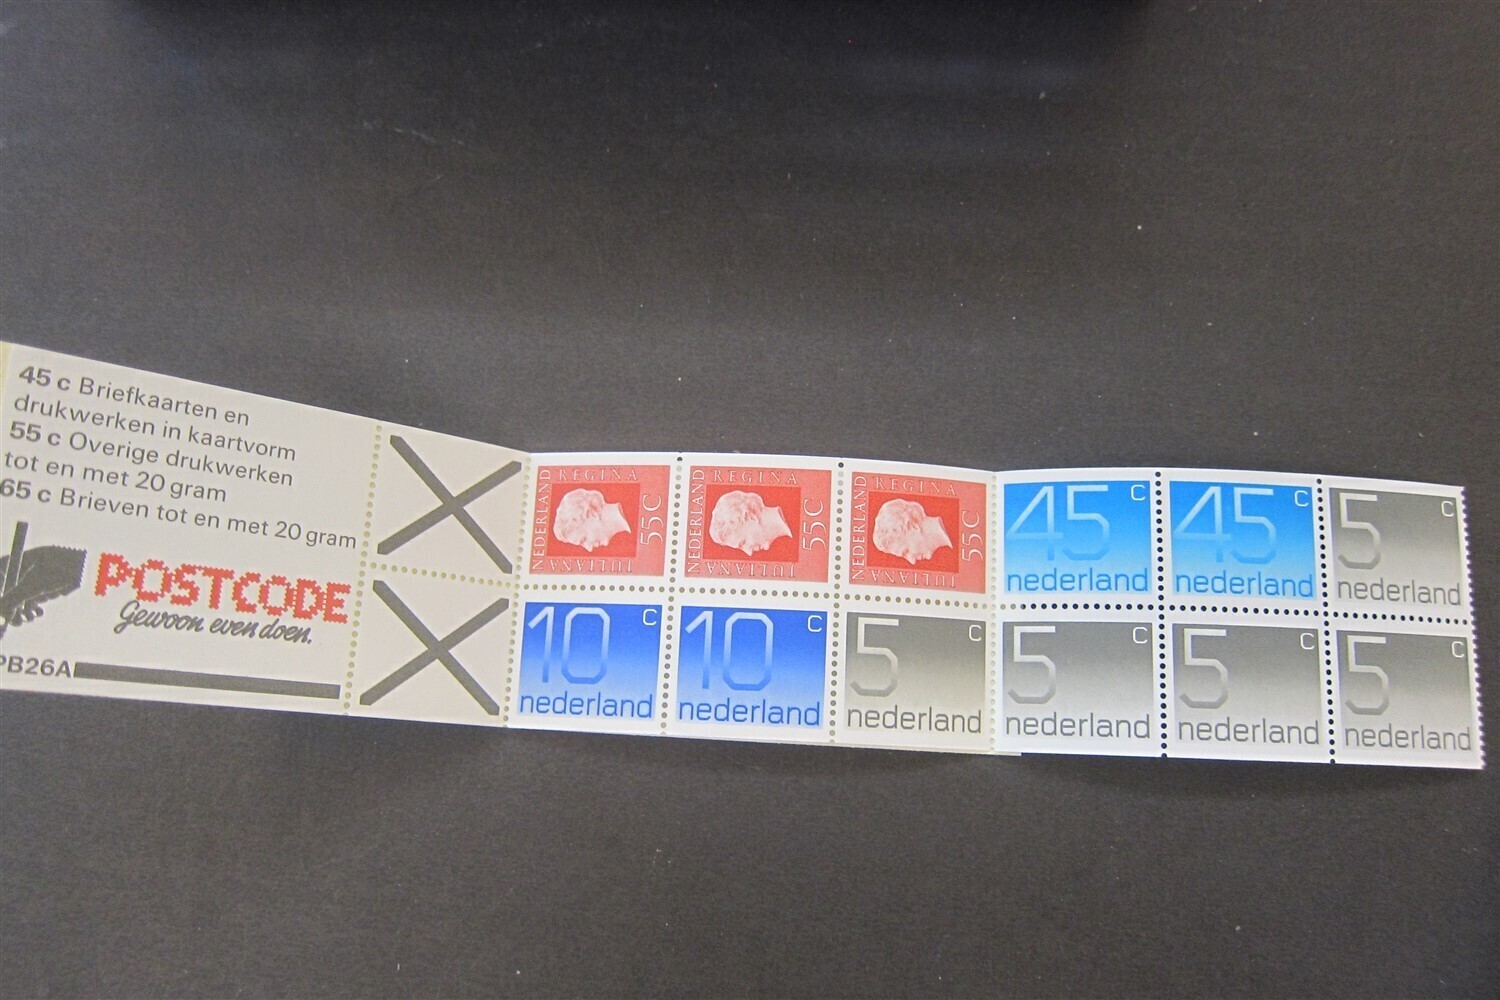 45 c Briefkaarten en
drukwerken in kaartvorm
55 c Overige drukwerken
tot en met 20 gram
65 c Brieven tot en met 20 gram
POSTCODE
Gewoon even doen.
PB26A
NEDERLAND REGINA JULIANA 55C
NEDERLAND REGINA JULIANA 55C
NEDERLAND REGINA JULIANA 55C
45 C
nederland
45 C
nederland
5 C
nederland
10 C
nederland
10 C
nederland
5 C
nederland
5 C
nederland
5 C
nederland
5 C
nederland